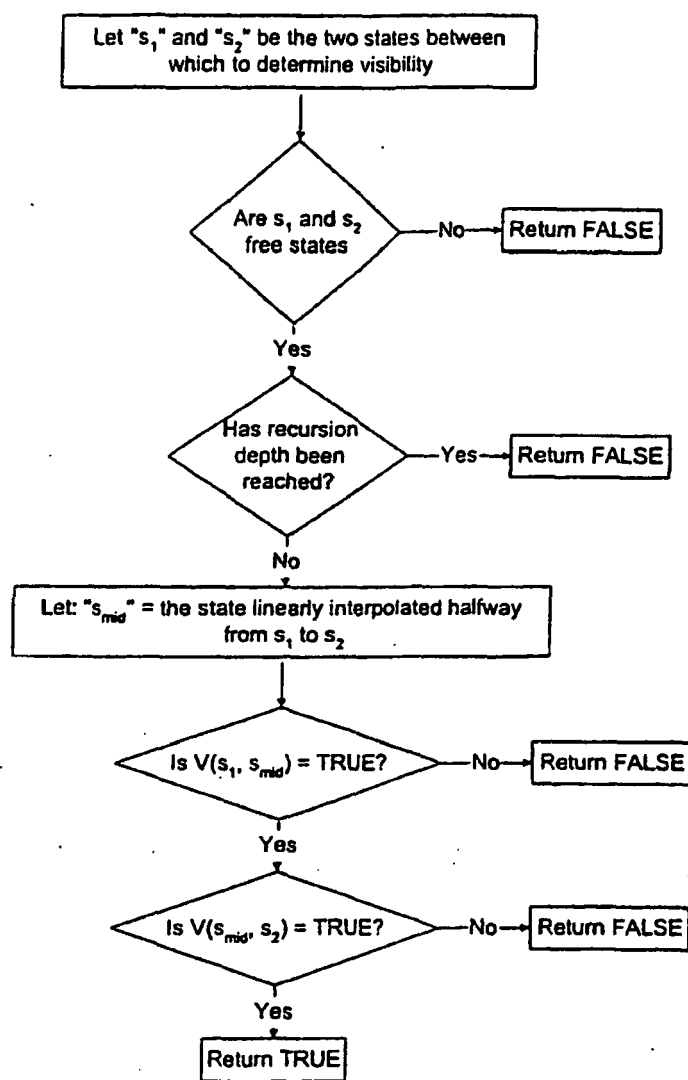 Let "s₁" and "s₂" be the two states between
which to determine visibility
Are s₁ and s₂
free states
No
Return FALSE
Yes
Has recursion
depth been
reached?
Yes
Return FALSE
No
Let: "s_mid" = the state linearly interpolated halfway
from s₁ to s₂
Is V(s₁, s_mid) = TRUE?
No
Return FALSE
Yes
Is V(s_mid, s₂) = TRUE?
No
Return FALSE
Yes
Return TRUE